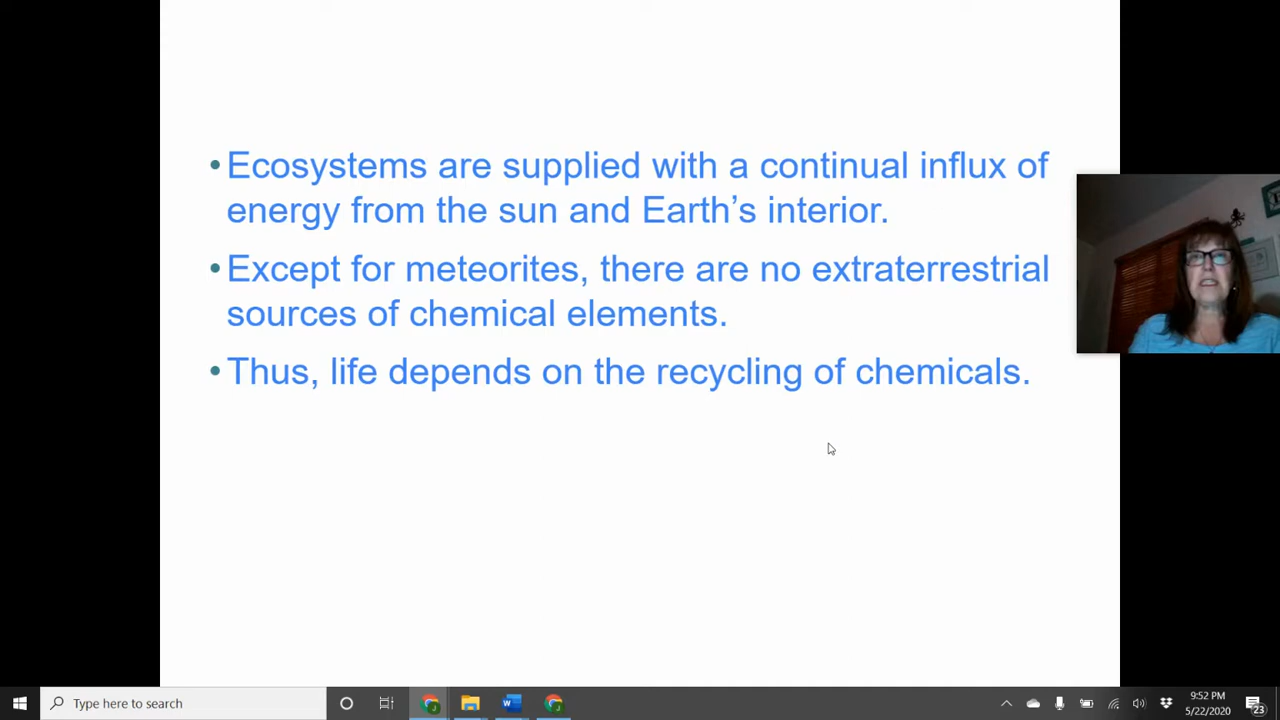 • Ecosystems are supplied with a continual influx of
energy from the sun and Earth’s interior.
• Except for meteorites, there are no extraterrestrial
sources of chemical elements.
• Thus, life depends on the recycling of chemicals.
Type here to search
9:52 PM
5/22/2020
23